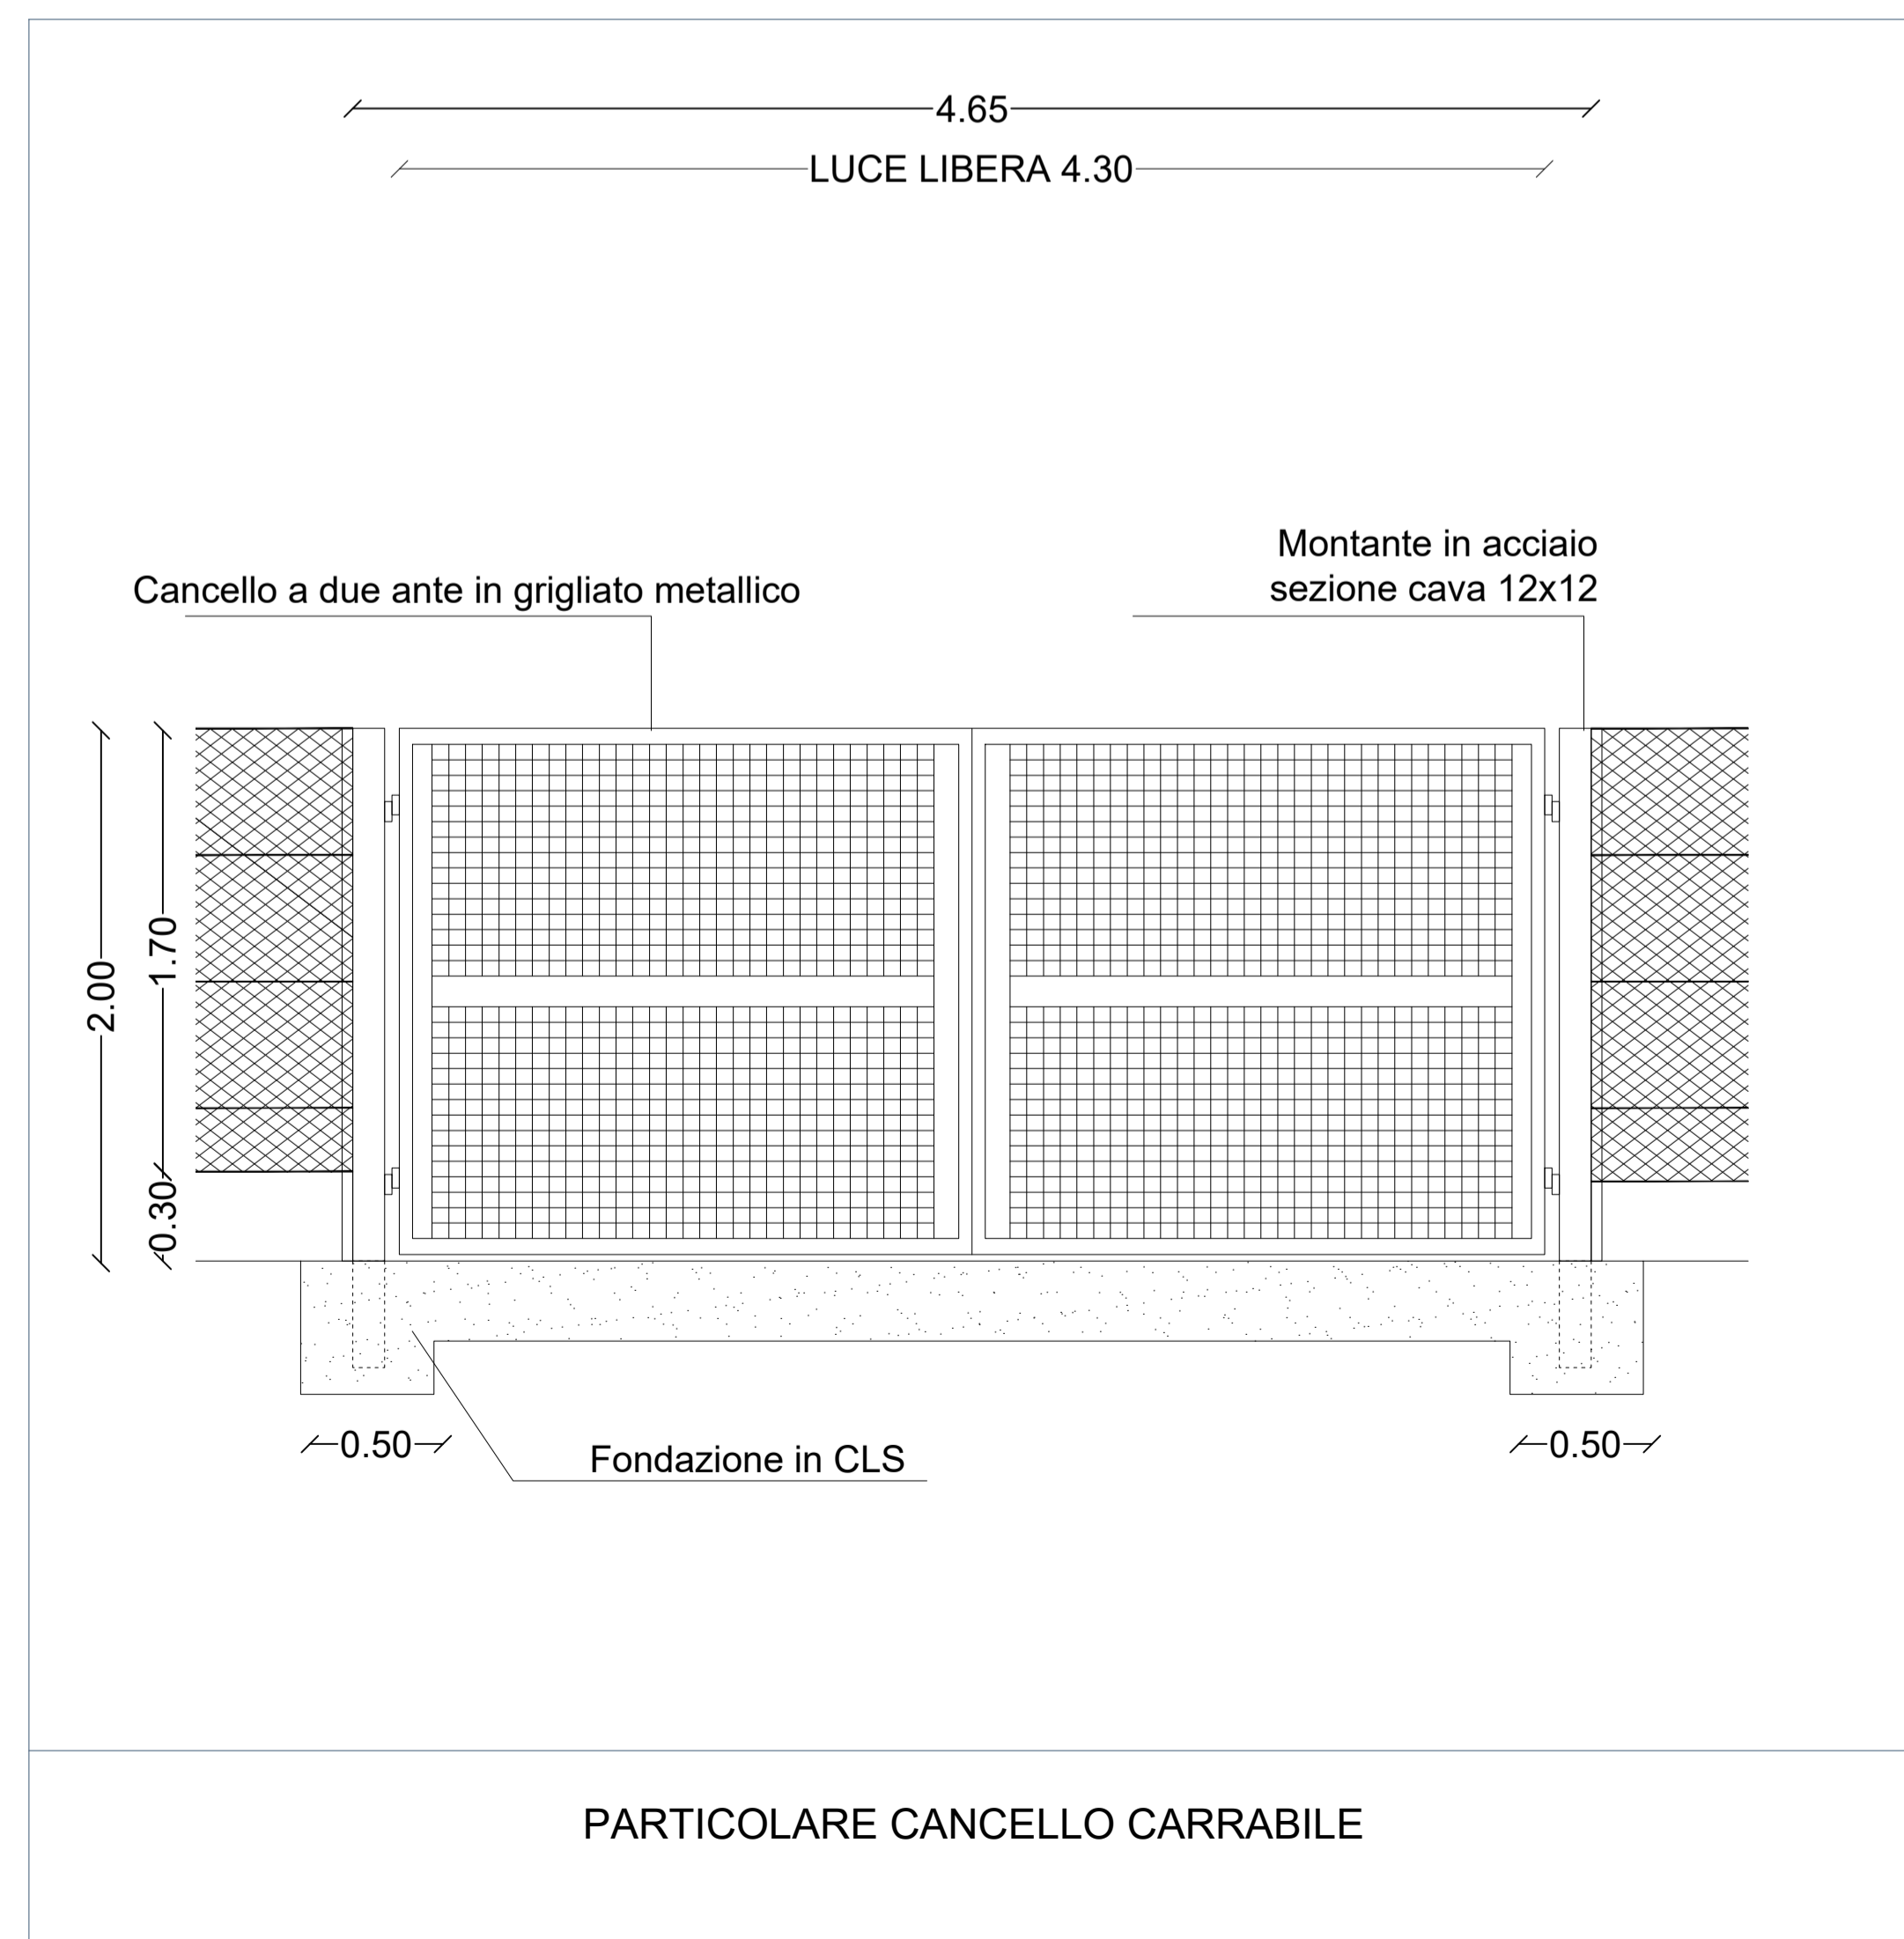 4.65
LUCE LIBERA 4.30
Montante in acciaio
sezione cava 12x12
Cancello a due ante in grigliato metallico
2.00
1.70
0.30
0.50
0.50
Fondazione in CLS
PARTICOLARE CANCELLO CARRABILE